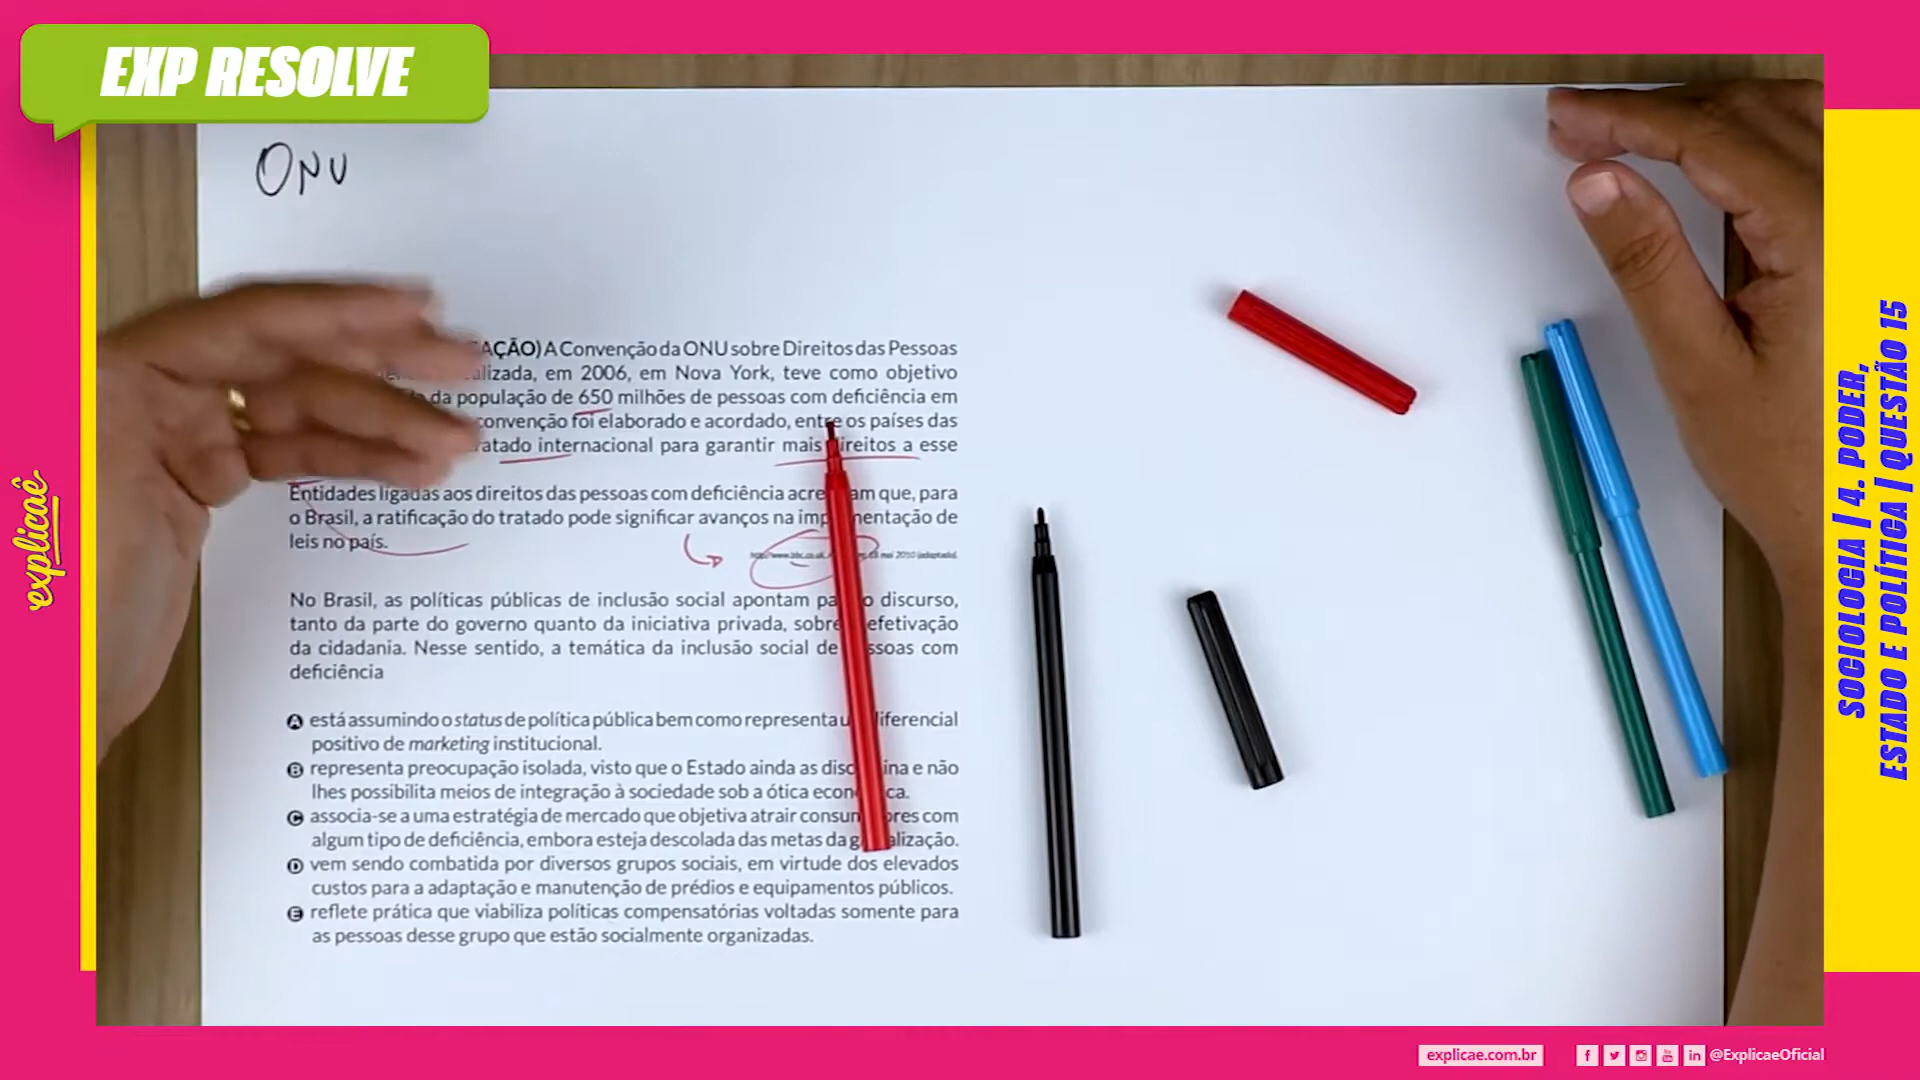 EXP RESOLVE
ONU
AÇÃO) A Convenção da ONU sobre Direitos das Pessoas
alizada, em 2006, em Nova York, teve como objetivo
da população de 650 milhões de pessoas com deficiência em
convenção foi elaborado e acordado, entre os países das
ratado internacional para garantir mais direitos a esse
Entidades ligadas aos direitos das pessoas com deficiência acre am que, para
o Brasil, a ratificação do tratado pode significar avanços na imp mentação de
leis no país.
18 mai 2010 (adaptado).
No Brasil, as políticas públicas de inclusão social apontam pa o discurso,
tanto da parte do governo quanto da iniciativa privada, sobre efetivação
da cidadania. Nesse sentido, a temática da inclusão social de ssoas com
deficiência
A está assumindo o status de política pública bem como representa u diferencial
positivo de marketing institucional.
B representa preocupação isolada, visto que o Estado ainda as disc ina e não
lhes possibilita meios de integração à sociedade sob a ótica econ ca.
C associa-se a uma estratégia de mercado que objetiva atrair consum ores com
algum tipo de deficiência, embora esteja descolada das metas da g alização.
D vem sendo combatida por diversos grupos sociais, em virtude dos elevados
custos para a adaptação e manutenção de prédios e equipamentos públicos.
E reflete prática que viabiliza políticas compensatórias voltadas somente para
as pessoas desse grupo que estão socialmente organizadas.
explicaê
SOCIOLOGIA | 4. PODER,
ESTADO E POLÍTICA | QUESTÃO 15
explicae.com.br
@ExplicaeOficial